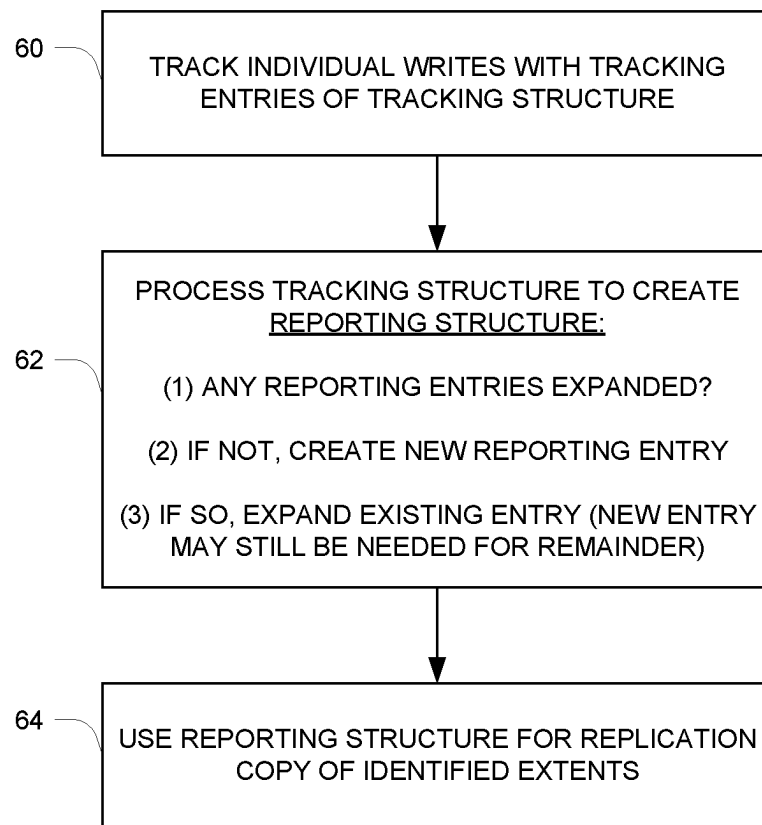 60
TRACK INDIVIDUAL WRITES WITH TRACKING
ENTRIES OF TRACKING STRUCTURE
62
PROCESS TRACKING STRUCTURE TO CREATE
REPORTING STRUCTURE:
(1) ANY REPORTING ENTRIES EXPANDED?
(2) IF NOT, CREATE NEW REPORTING ENTRY
(3) IF SO, EXPAND EXISTING ENTRY (NEW ENTRY
MAY STILL BE NEEDED FOR REMAINDER)
64
USE REPORTING STRUCTURE FOR REPLICATION
COPY OF IDENTIFIED EXTENTS